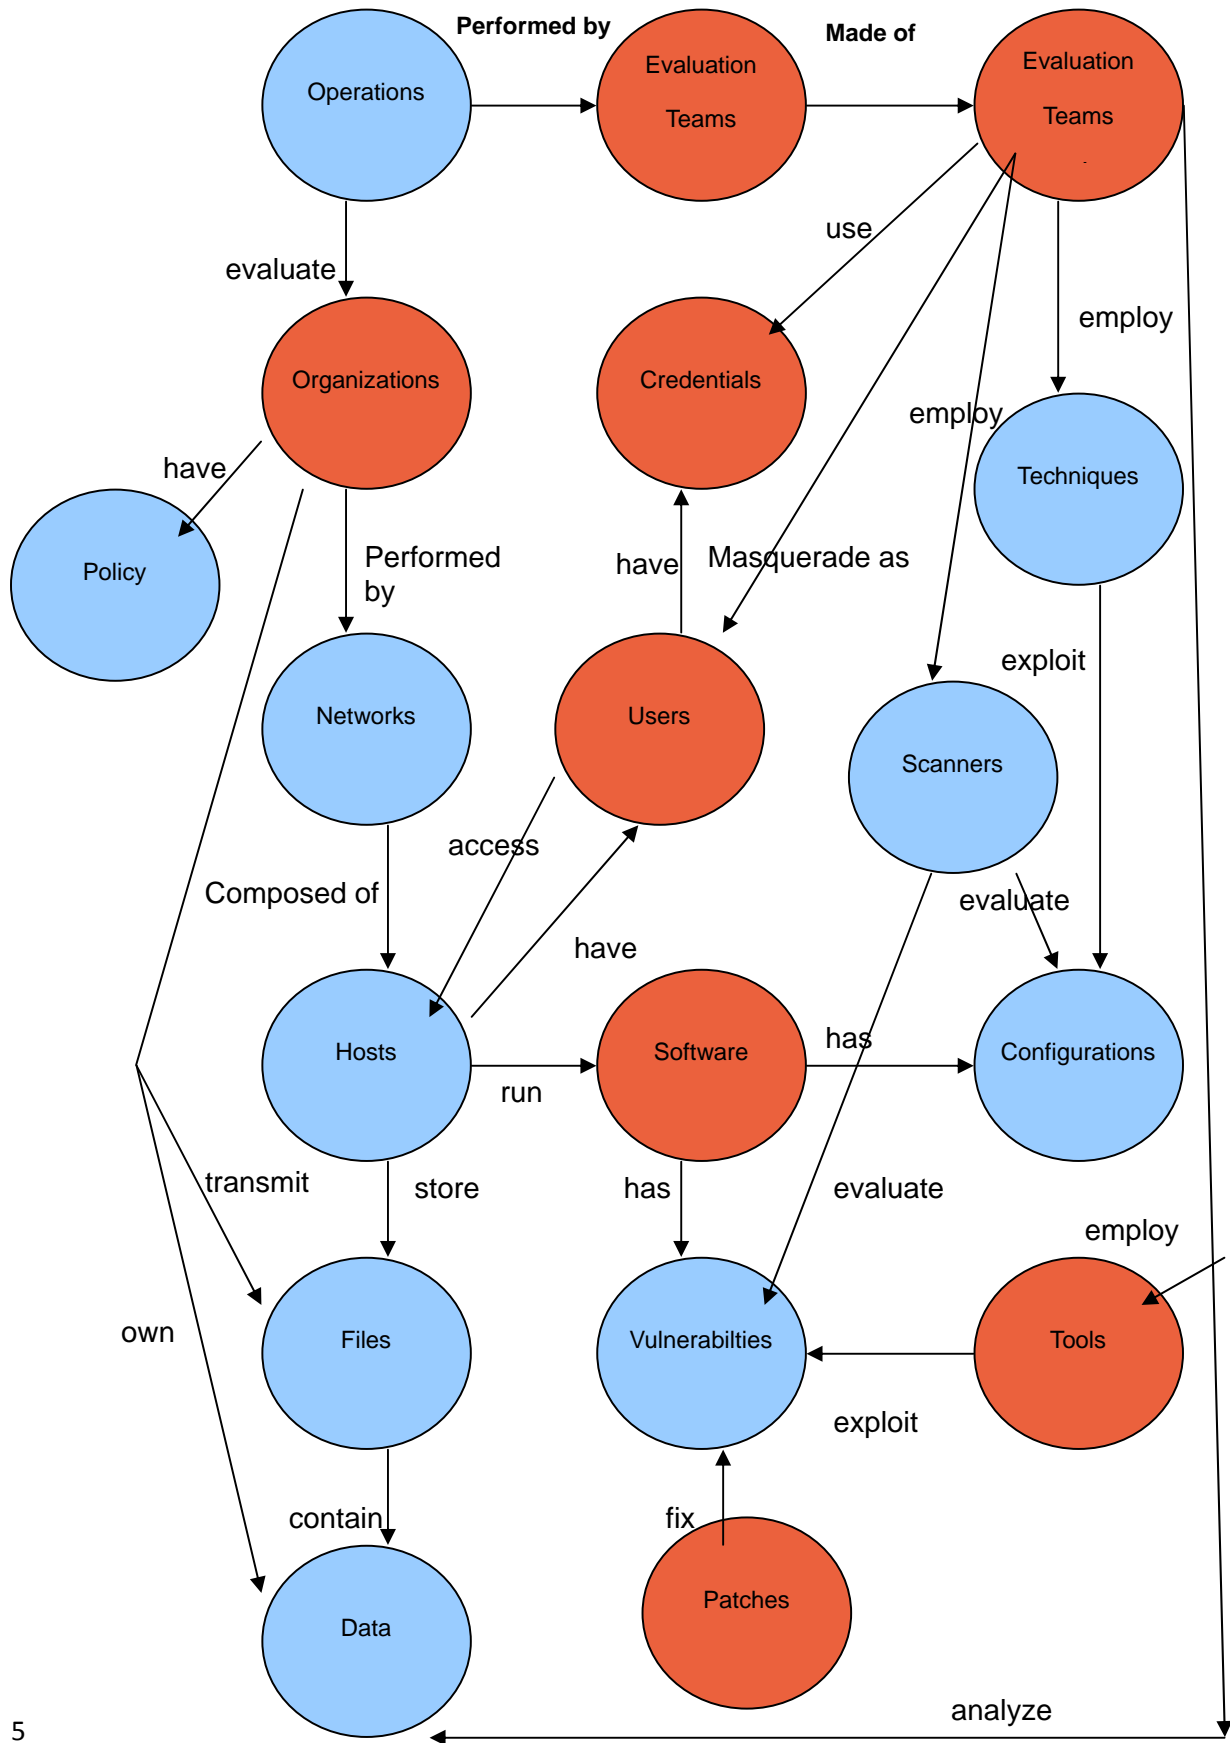 Performed by
Made of
Operations
Evaluation
Teams
Evaluation
Teams
use
evaluate
employ
Organizations
Credentials
employ
have
Techniques
Policy
Performed
by
have
Masquerade as
exploit
Networks
Users
Scanners
access
Composed of
evaluate
have
Hosts
run
Software
has
Configurations
transmit
store
has
evaluate
employ
own
Files
Vulnerabilties
Tools
exploit
contain
fix
Patches
Data
analyze
5